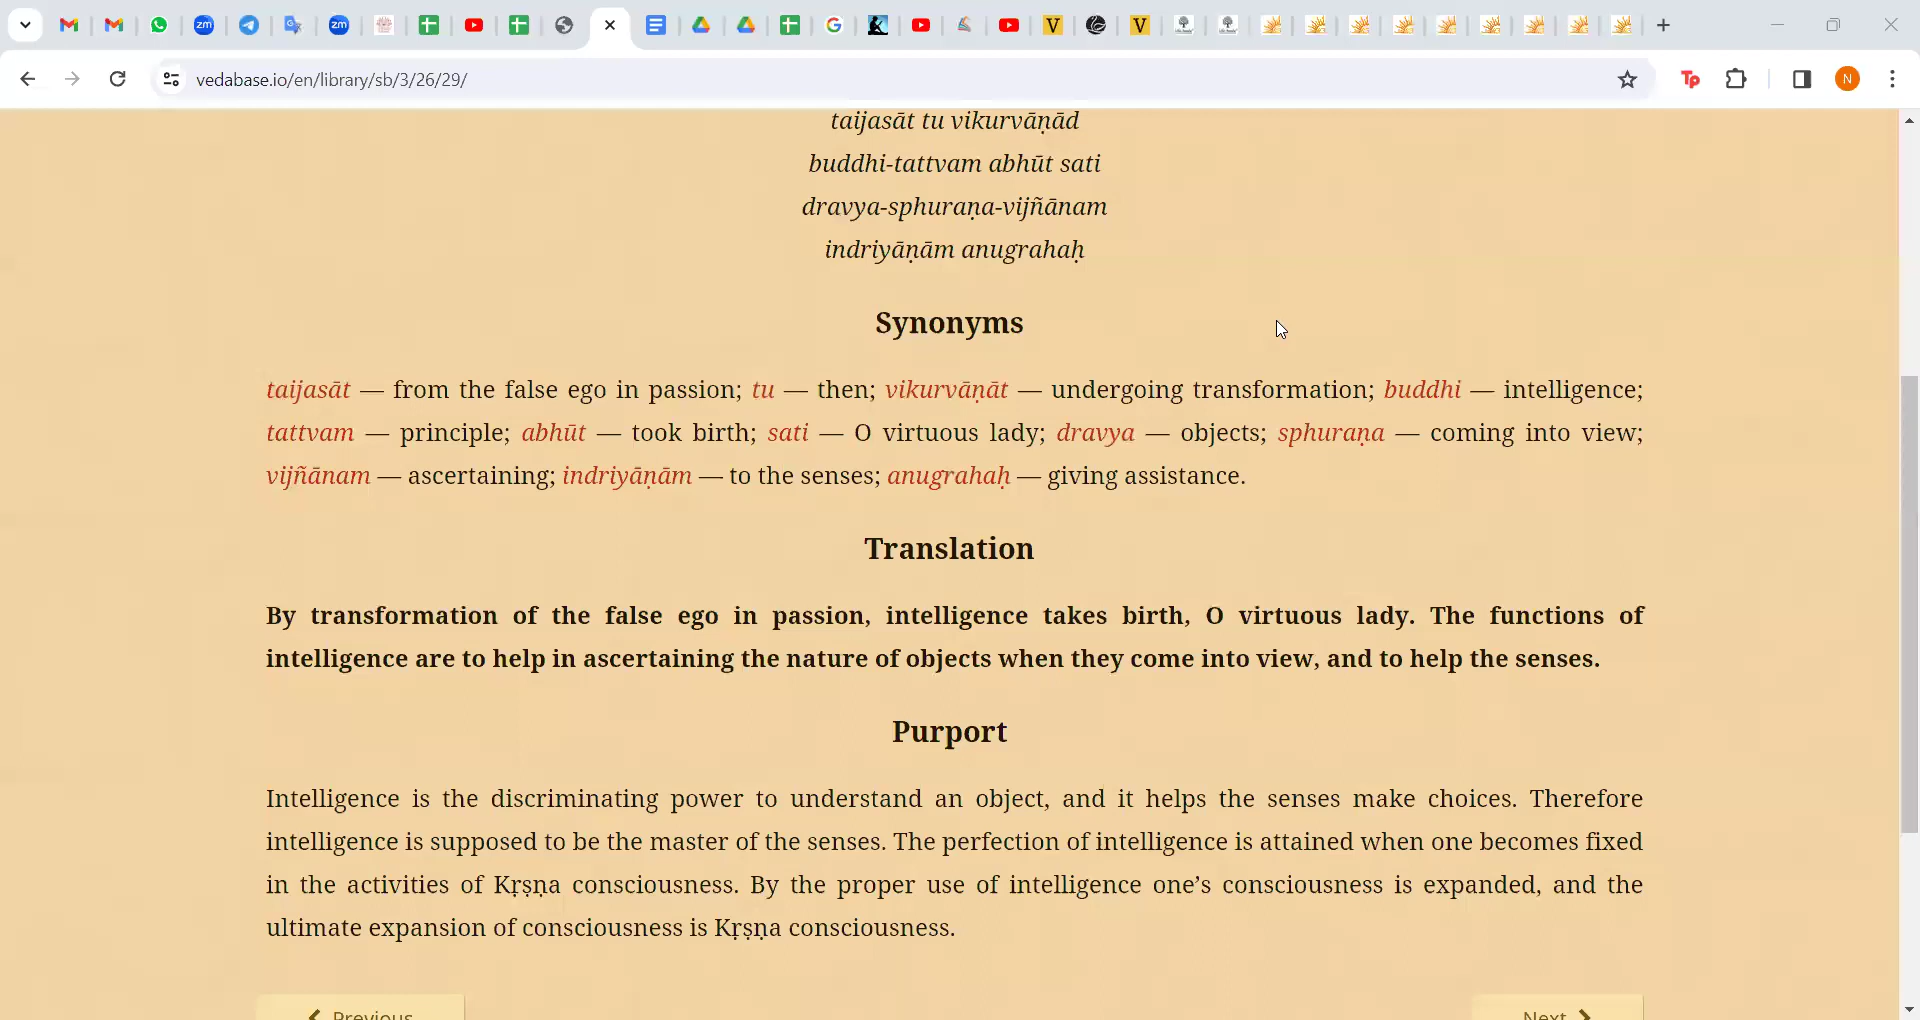 vedabase.io/en/library/sb/3/26/29/
N
taijasāt tu vikurvāṇād
buddhi-tattvam abhūt sati
dravya-sphuraṇa-vijñānam
indriyāṇām anugrahaḥ
Synonyms
taijasāt — from the false ego in passion; tu — then; vikurvāṇāt — undergoing transformation; buddhi — intelligence;
tattvam — principle; abhūt — took birth; sati — O virtuous lady; dravya — objects; sphuraṇa — coming into view;
vijñānam — ascertaining; indriyāṇām — to the senses; anugrahaḥ — giving assistance.
Translation
By transformation of the false ego in passion, intelligence takes birth, O virtuous lady. The functions of
intelligence are to help in ascertaining the nature of objects when they come into view, and to help the senses.
Purport
Intelligence is the discriminating power to understand an object, and it helps the senses make choices. Therefore
intelligence is supposed to be the master of the senses. The perfection of intelligence is attained when one becomes fixed
in the activities of Kṛṣṇa consciousness. By the proper use of intelligence one’s consciousness is expanded, and the
ultimate expansion of consciousness is Kṛṣṇa consciousness.
Previous
Next